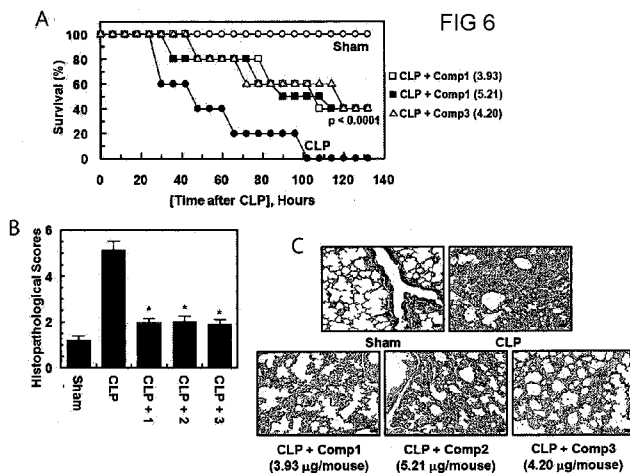 A
FIG 6
100
80
60
40
20
0
Survival (%)
Sham
CLP + Comp1 (3.93)
CLP + Comp1 (5.21)
CLP + Comp3 (4.20)
p < 0.0001
CLP
0 20 40 60 80 100 120 140
[Time after CLP], Hours
B
6
4
2
0
Histopathological Scores
* * *
Sham
CLP
CLP + 1
CLP + 2
CLP + 3
C
Sham
CLP
CLP + Comp1
(3.93 µg/mouse)
CLP + Comp2
(5.21 µg/mouse)
CLP + Comp3
(4.20 µg/mouse)